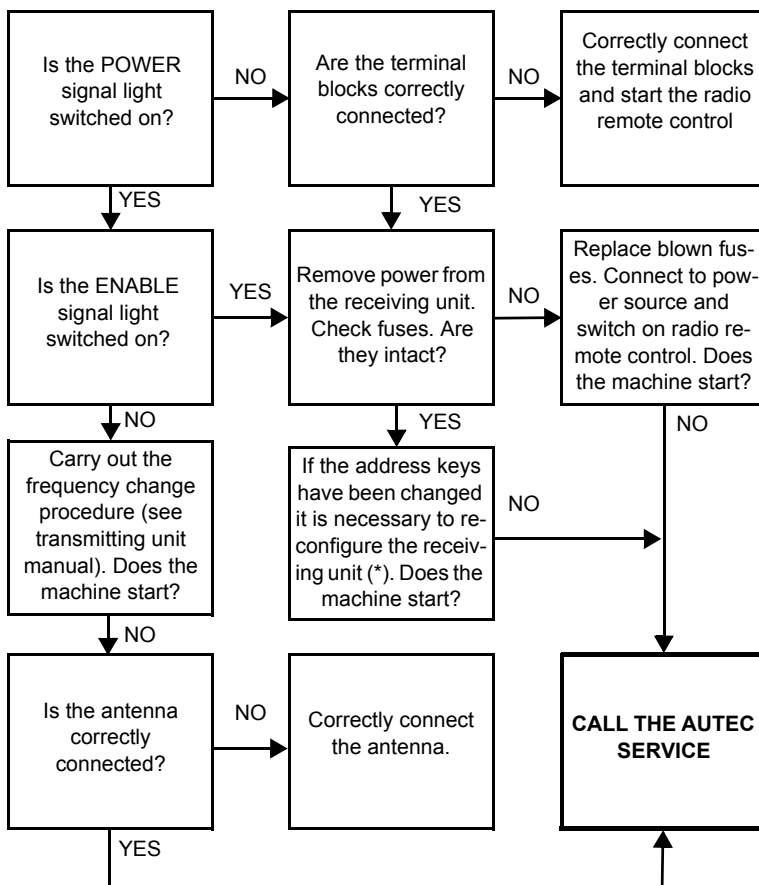 Is the POWER
signal light
switched on?
NO
Are the terminal
blocks correctly
connected?
NO
Correctly connect
the terminal blocks
and start the radio
remote control
YES
YES
Is the ENABLE
signal light
switched on?
YES
Remove power from
the receiving unit.
Check fuses. Are
they intact?
NO
Replace blown fus-
es. Connect to pow-
er source and
switch on radio re-
mote control. Does
the machine start?
NO
YES
NO
Carry out the
frequency change
procedure (see
transmitting unit
manual). Does the
machine start?
If the address keys
have been changed
it is necessary to re-
configure the receiv-
ing unit (*). Does the
machine start?
NO
NO
Is the antenna
correctly
connected?
NO
Correctly connect
the antenna.
CALL THE AUTEC
SERVICE
YES